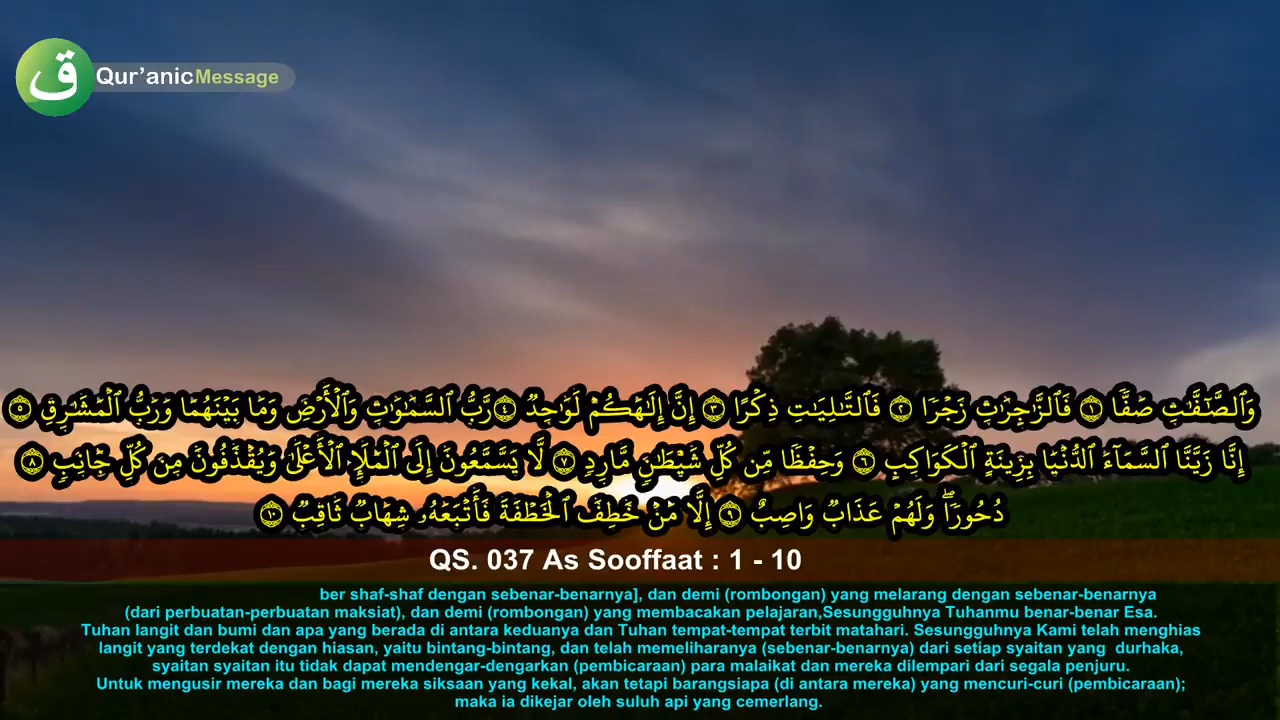 ق
Qur'anicMessage
وَٱلصَّـٰٓفَّـٰتِ صَفًّا ۝١ فَٱلزَّٰجِرَٰتِ زَجْرًا ۝٢ فَٱلتَّـٰلِيَـٰتِ ذِكْرًا ۝٣ إِنَّ إِلَـٰهَكُمْ لَوَٰحِدٌ ۝٤ رَّبُّ ٱلسَّمَـٰوَٰتِ وَٱلْأَرْضِ وَمَا بَيْنَهُمَا وَرَبُّ ٱلْمَشَـٰرِقِ ۝٥
إِنَّا زَيَّنَّا ٱلسَّمَآءَ ٱلدُّنْيَا بِزِينَةٍ ٱلْكَوَاكِبِ ۝٦ وَحِفْظًا مِّن كُلِّ شَيْطَـٰنٍ مَّارِدٍ ۝٧ لَّا يَسَّمَّعُونَ إِلَى ٱلْمَلَإِ ٱلْأَعْلَىٰ وَيُقْذَفُونَ مِن كُلِّ جَانِبٍ ۝٨
دُحُورًا ۖ وَلَهُمْ عَذَابٌ وَاصِبٌ ۝٩ إِلَّا مَنْ خَطِفَ ٱلْخَطْفَةَ فَأَتْبَعَهُۥ شِهَابٌ ثَاقِبٌ ۝١٠
QS. 037 As Sooffaat : 1 - 10
ber shaf-shaf dengan sebenar-benarnya], dan demi (rombongan) yang melarang dengan sebenar-benarnya
(dari perbuatan-perbuatan maksiat), dan demi (rombongan) yang membacakan pelajaran,Sesungguhnya Tuhanmu benar-benar Esa.
Tuhan langit dan bumi dan apa yang berada di antara keduanya dan Tuhan tempat-tempat terbit matahari. Sesungguhnya Kami telah menghias
langit yang terdekat dengan hiasan, yaitu bintang-bintang, dan telah memeliharanya (sebenar-benarnya) dari setiap syaitan yang  durhaka,
syaitan syaitan itu tidak dapat mendengar-dengarkan (pembicaraan) para malaikat dan mereka dilempari dari segala penjuru.
Untuk mengusir mereka dan bagi mereka siksaan yang kekal, akan tetapi barangsiapa (di antara mereka) yang mencuri-curi (pembicaraan);
maka ia dikejar oleh suluh api yang cemerlang.